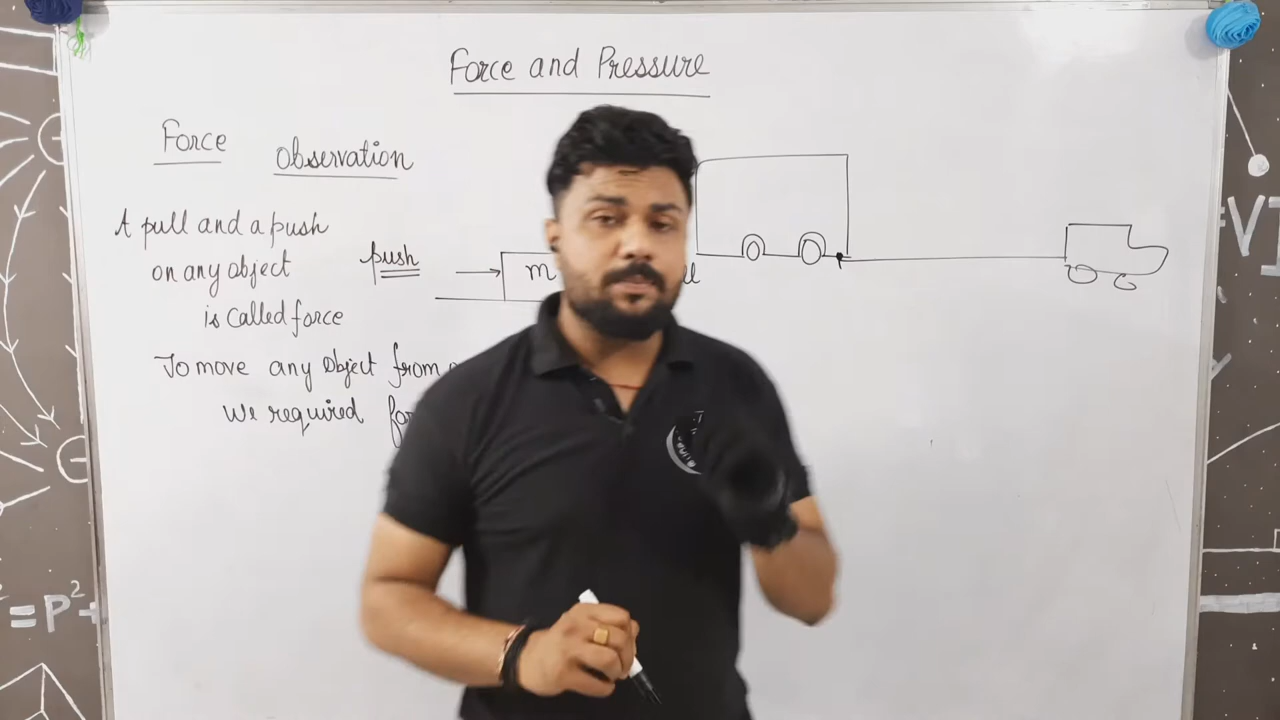 Force and Pressure
Force
Observation
A pull and a push
on any object
is called force
push
m
To move any object from
We required
=P²+
V